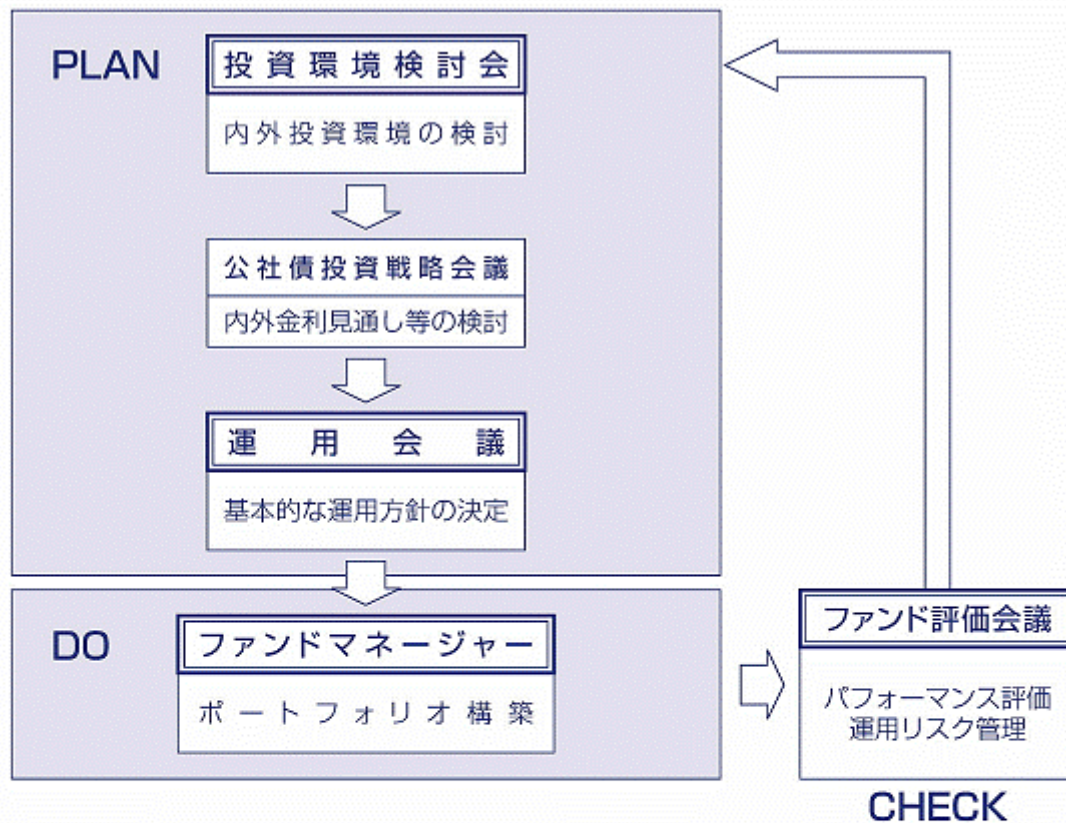 PLAN
投資環境検討会
内外投資環境の検討
公社債投資戦略会議
内外金利見通し等の検討
運用会議
基本的な運用方針の決定
DO
ファンドマネージャー
ポートフォリオ構築
ファンド評価会議
パフォーマンス評価
運用リスク管理
CHECK